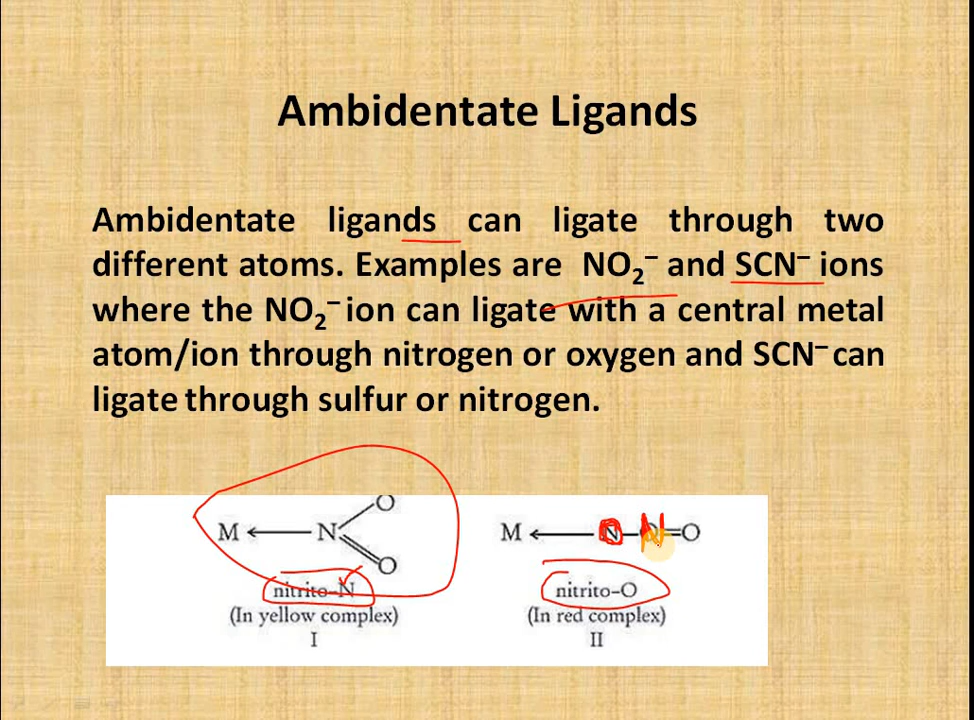 Ambidentate Ligands
Ambidentate ligands can ligate through two
different atoms. Examples are NO₂⁻ and SCN⁻ ions
where the NO₂⁻ ion can ligate with a central metal
atom/ion through nitrogen or oxygen and SCN⁻ can
ligate through sulfur or nitrogen.
O
M ← N
O
M ← O – N = O
nitrito–N
nitrito–O
(In yellow complex)
(In red complex)
I
II